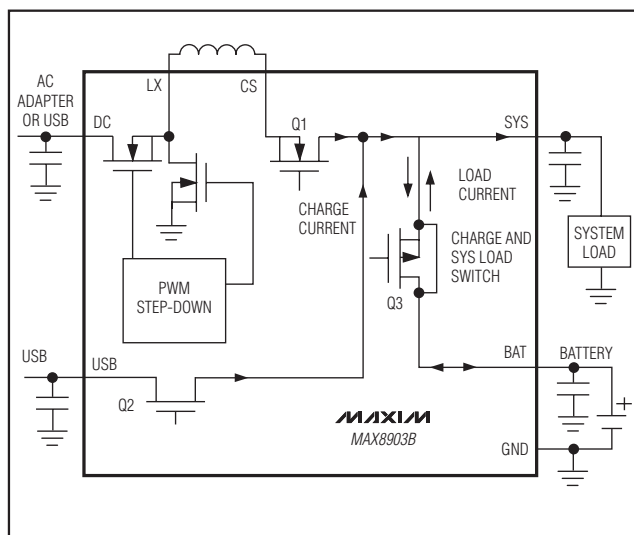 LX
CS
AC
ADAPTER
OR USB
DC
Q1
SYS
CHARGE
CURRENT
LOAD
CURRENT
CHARGE AND
SYS LOAD
SWITCH
SYSTEM
LOAD
PWM
STEP-DOWN
Q3
USB
USB
Q2
BAT
BATTERY
+
MAXIM
MAX8903B
GND